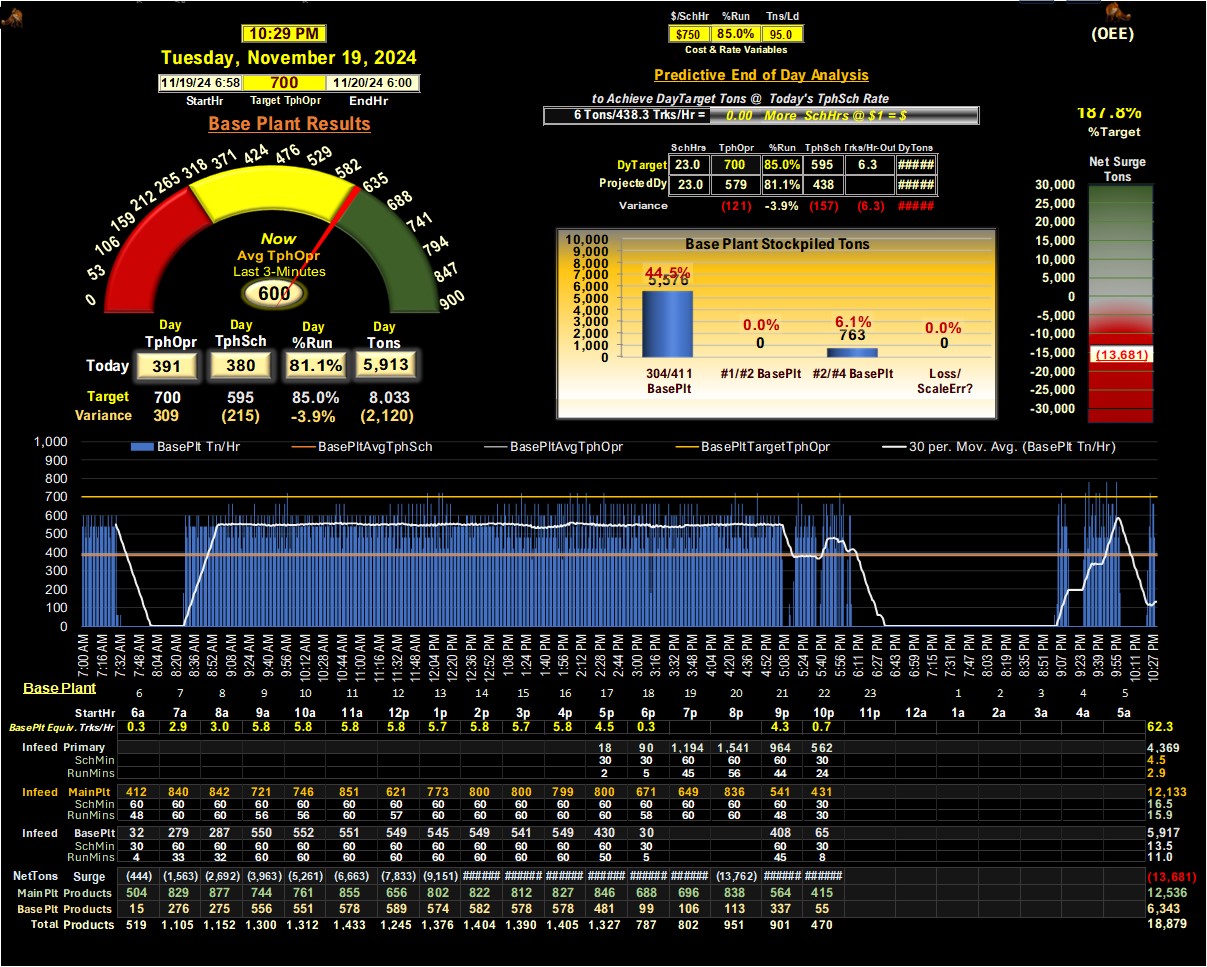 $/SchHr %Run Tns/Ld
10:29 PM
$750 85.0% 95.0
(OEE)
Cost & Rate Variables
Tuesday, November 19, 2024
Predictive End of Day Analysis
11/19/24 6:58 700 11/20/24 6:00
StartHr Target TphOpr EndHr
to Achieve DayTarget Tons @ Today's TphSch Rate
6 Tons/438.3 Trks/Hr = 0.00 More SchHrs @ $1 = $
187.8%
%Target
Base Plant Results
SchHrs TphOpr %Run TphSch Trks/Hr-Out DyTons
DyTarget 23.0 700 85.0% 595 6.3 #####
ProjectedDy 23.0 579 81.1% 438 #####
Variance (121) -3.9% (157) (6.3) #####
Net Surge
Tons
30,000
25,000
20,000
15,000
10,000
5,000
0
-5,000
-10,000
-15,000
(13,681)
-20,000
-25,000
-30,000
0 53 106 159 212 265 318 371 424 476 529 582 635 688 741 794 847 900
Now
Avg TphOpr
Last 3-Minutes
600
Base Plant Stockpiled Tons
10,000
9,000
8,000
7,000
6,000
5,000
4,000
3,000
2,000
1,000
0
44.5% 0.0% 6.1% 0.0%
5,576 0 763 0
304/411 BasePlt
#1/#2 BasePlt
#2/#4 BasePlt
Loss/ ScaleErr?
Day Day Day Day
TphOpr TphSch %Run Tons
Today 391 380 81.1% 5,913
Target 700 595 85.0% 8,033
Variance 309 (215) -3.9% (2,120)
BasePlt Tn/Hr BasePltAvgTphSch BasePltAvgTphOpr BasePltTargetTphOpr 30 per. Mov. Avg. (BasePlt Tn/Hr)
1,000
900
800
700
600
500
400
300
200
100
0
7:00 AM 7:16 AM 7:32 AM 7:48 AM 8:20 AM 8:36 AM 8:52 AM 9:08 AM 9:24 AM 9:40 AM 9:56 AM 10:12 AM 10:28 AM 10:44 AM 11:00 AM 11:16 AM 11:32 AM 11:48 AM 12:04 PM 12:20 PM 12:36 PM 12:52 PM 1:08 PM 1:24 PM 1:40 PM 1:56 PM 2:12 PM 2:28 PM 2:44 PM 3:00 PM 3:16 PM 3:32 PM 3:48 PM 4:04 PM 4:20 PM 4:36 PM 4:52 PM 5:08 PM 5:24 PM 5:40 PM 5:56 PM 6:11 PM 6:27 PM 6:43 PM 6:59 PM 7:15 PM 7:31 PM 7:47 PM 8:03 PM 8:19 PM 8:35 PM 8:51 PM 9:07 PM 9:23 PM 9:39 PM 9:55 PM 10:11 PM 10:27 PM
Base Plant 6 7 8 9 10 11 12 13 14 15 16 17 18 19 20 21 22 23 1 2 3 4 5
StartHr 6a 7a 8a 9a 10a 11a 12p 1p 2p 3p 4p 5p 6p 7p 8p 9p 10p 11p 12a 1a 2a 3a 4a 5a
BasePlt Equiv. Trks/Hr 0.3 2.9 3.0 5.8 5.8 5.8 5.8 5.8 5.7 5.8 5.8 4.5 0.3 4.3 0.7 62.3
Infeed Primary 18 90 1,194 1,541 964 562 4,369
SchMin 30 30 60 60 60 30 4.5
RunMins 2 5 45 56 44 24 2.9
Infeed MainPlt 412 840 842 721 746 851 621 773 800 800 799 800 671 649 836 541 431 12,133
SchMin 60 60 60 60 60 60 60 60 60 60 60 60 60 60 60 60 30 16.5
RunMins 48 60 60 56 56 60 57 60 60 60 60 60 58 60 60 48 30 15.9
Infeed BasePlt 32 279 287 550 552 551 549 545 549 541 549 430 30 408 65 5,917
SchMin 30 60 60 60 60 60 60 60 60 60 60 60 30 60 30 13.5
RunMins 4 33 32 60 60 60 60 60 60 60 60 50 5 45 8 11.0
NetTons Surge (444) (1,563) (2,692) (3,963) (5,261) (6,663) (7,833) (9,151) ###### ###### ###### ###### ###### ###### (13,762) ###### ###### (13,681)
MainPlt Products 504 829 877 744 761 855 656 802 822 812 827 846 688 696 838 564 415 12,536
BasePlt Products 15 276 275 556 551 578 589 574 582 578 578 481 99 106 113 337 55 6,343
Total Products 519 1,105 1,152 1,300 1,312 1,433 1,245 1,376 1,404 1,390 1,405 1,327 787 802 951 901 470 18,879